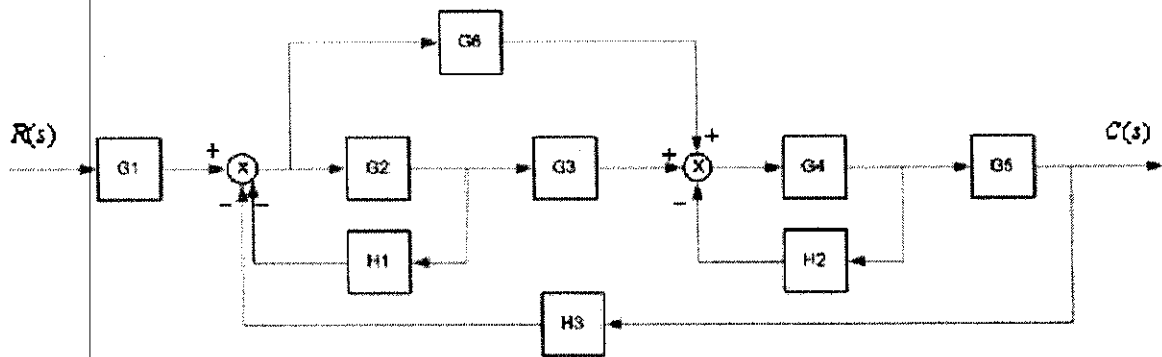 G6
R(s)
C(s)
G1
G2
G3
G4
G5
+
+
+
X
X
−
−
−
H1
H2
H3